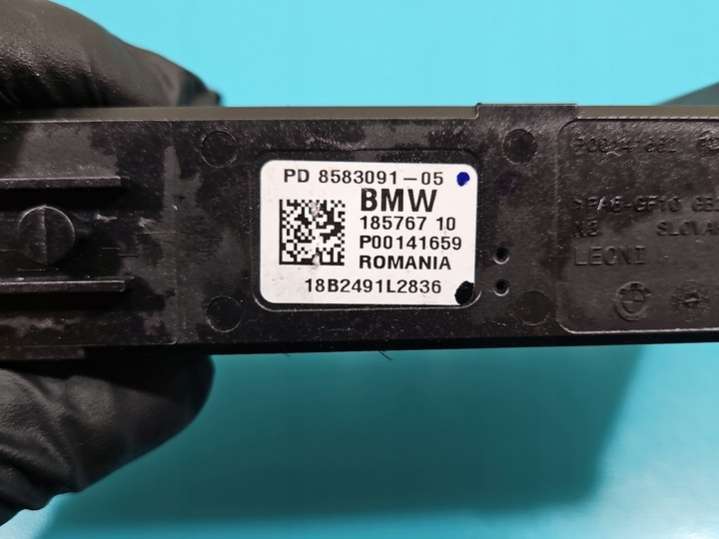 PD 8583091-05
BMW
185767 10
P00141659
ROMANIA
18B2491L2836
LEONI